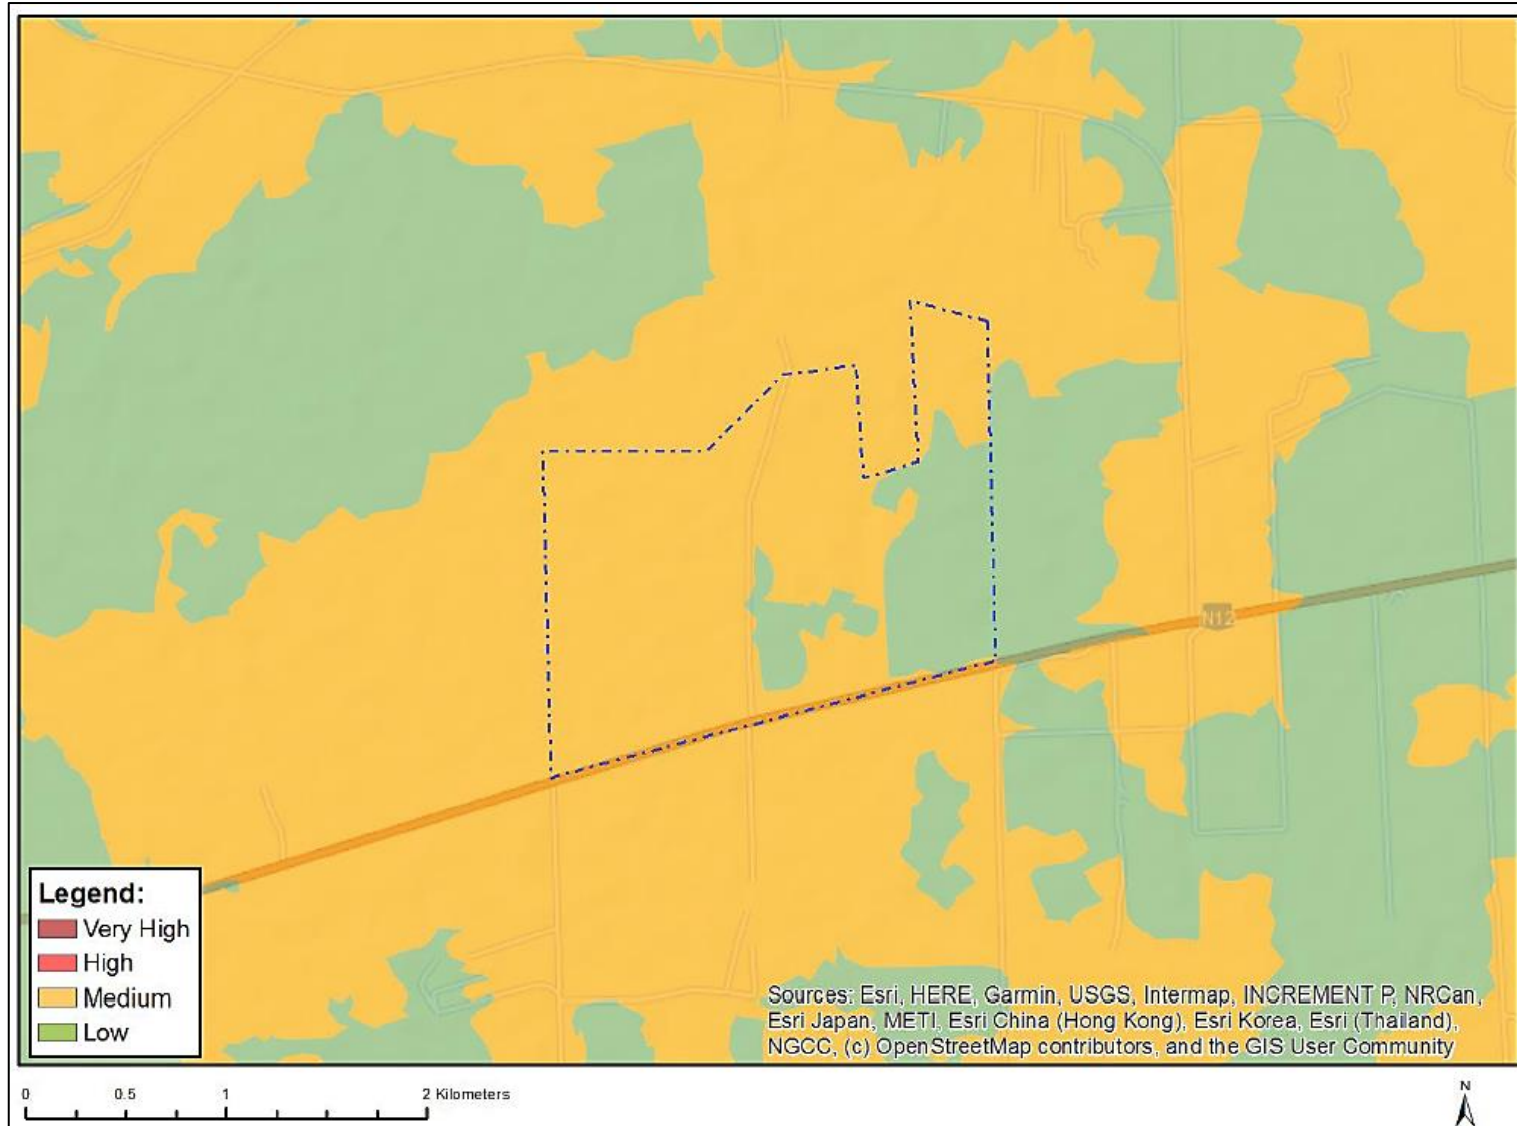 N12
Legend:
Very High
High
Medium
Low
Sources: Esri, HERE, Garmin, USGS, Intermap, INCREMENT P, NRCan,
Esri Japan, METI, Esri China (Hong Kong), Esri Korea, Esri (Thailand),
NGCC, (c) OpenStreetMap contributors, and the GIS User Community
0 0.5 1 2 Kilometers
N